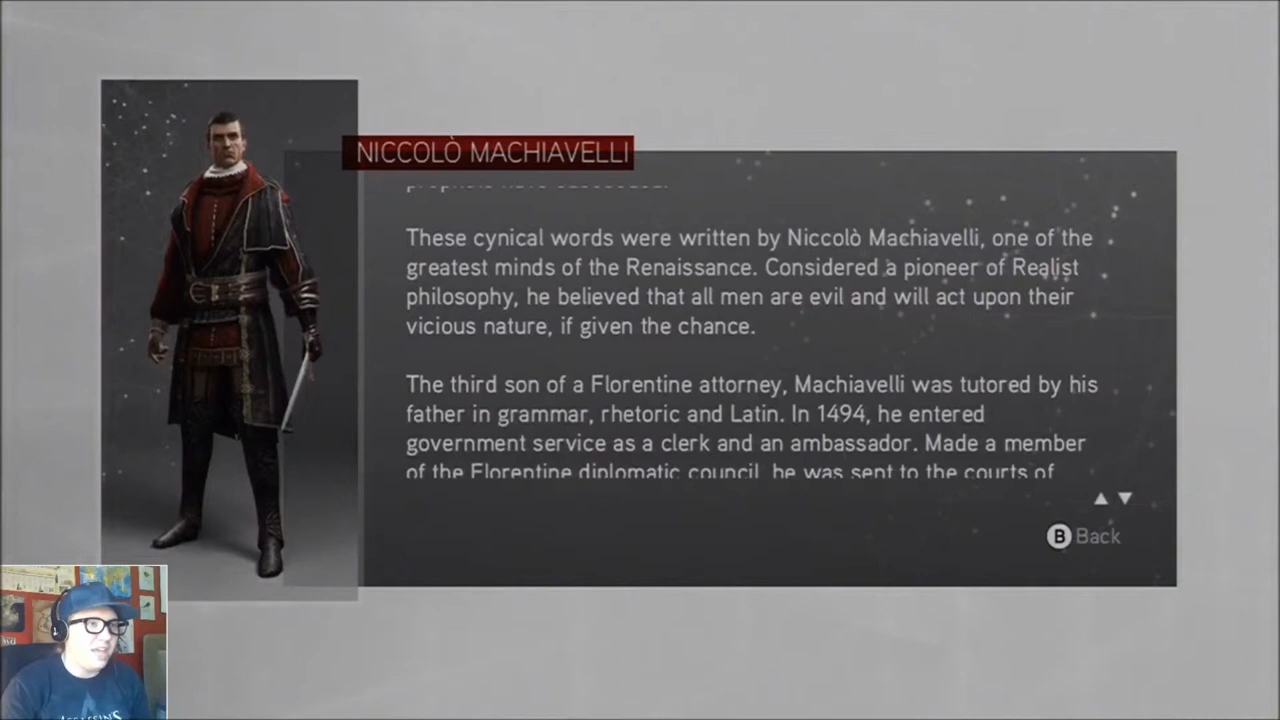 NICCOLÒ MACHIAVELLI
These cynical words were written by Niccolò Machiavelli, one of the
greatest minds of the Renaissance. Considered a pioneer of Realist
philosophy, he believed that all men are evil and will act upon their
vicious nature, if given the chance.
The third son of a Florentine attorney, Machiavelli was tutored by his
father in grammar, rhetoric and Latin. In 1494, he entered
government service as a clerk and an ambassador. Made a member
of the Florentine diplomatic council, he was sent to the courts of
B Back
ASSASSIN'S